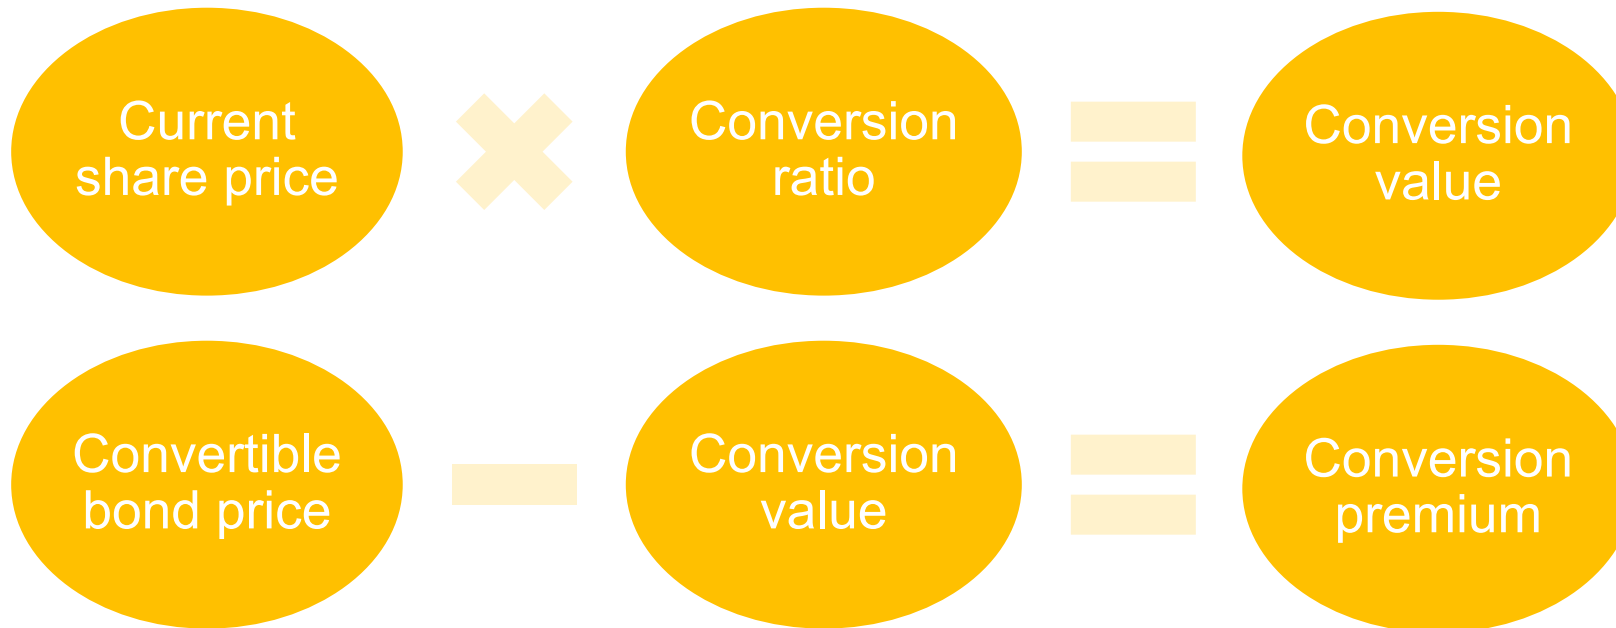 Current
share price
Conversion
ratio
Conversion
value
Convertible
bond price
Conversion
value
Conversion
premium